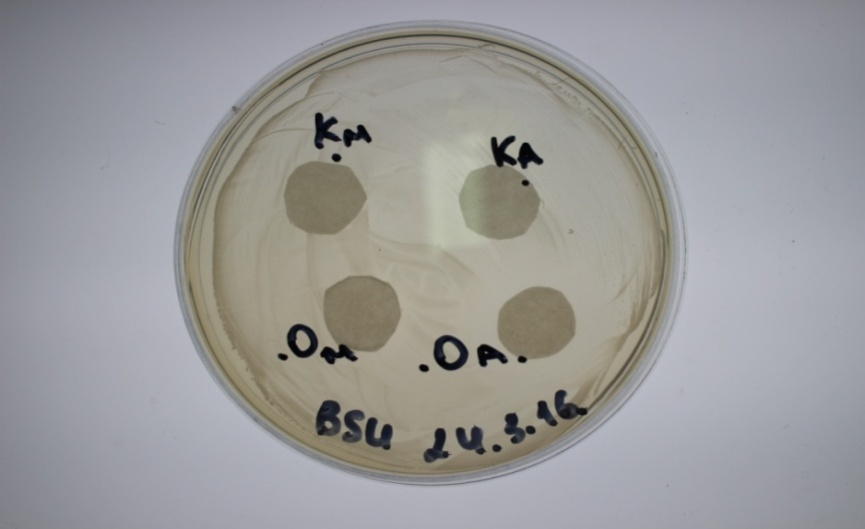 KM
KA
.OM
.OA.
BSU 24.3.16.